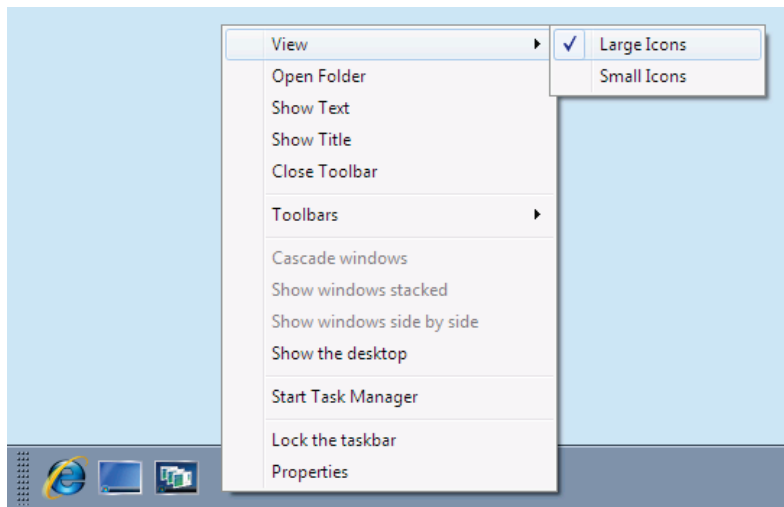 View
Large Icons
Open Folder
Small Icons
Show Text
Show Title
Close Toolbar
Toolbars
Cascade windows
Show windows stacked
Show windows side by side
Show the desktop
Start Task Manager
Lock the taskbar
Properties